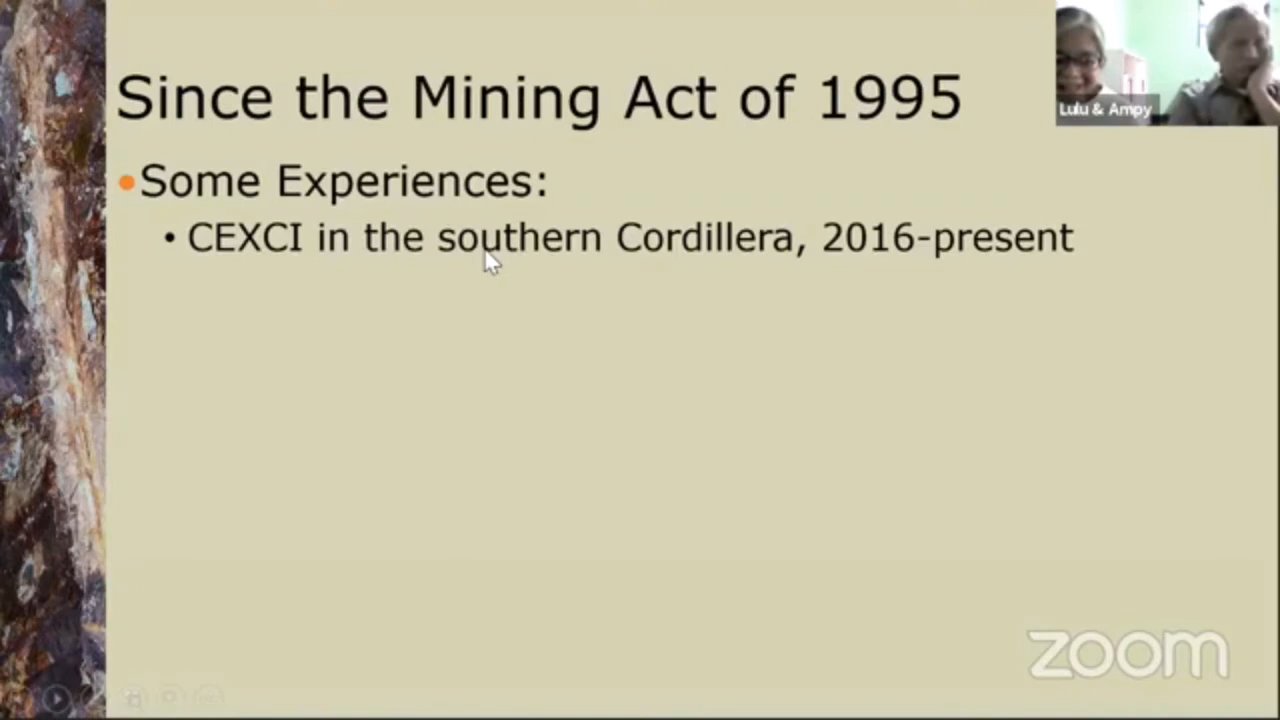 Since the Mining Act of 1995
•Some Experiences:
• CEXCI in the southern Cordillera, 2016-present
Lulu & Ampy
zoom